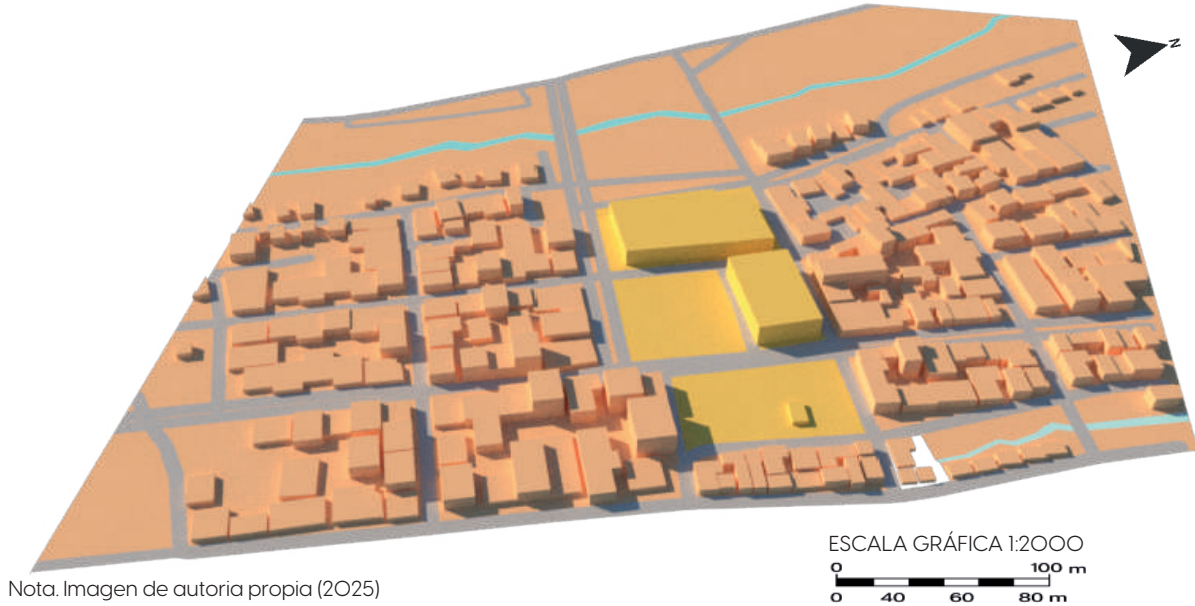 N
ESCALA GRÁFICA 1:2000
0 100 m
0 40 60 80 m
Nota. Imagen de autoria propia (2025)